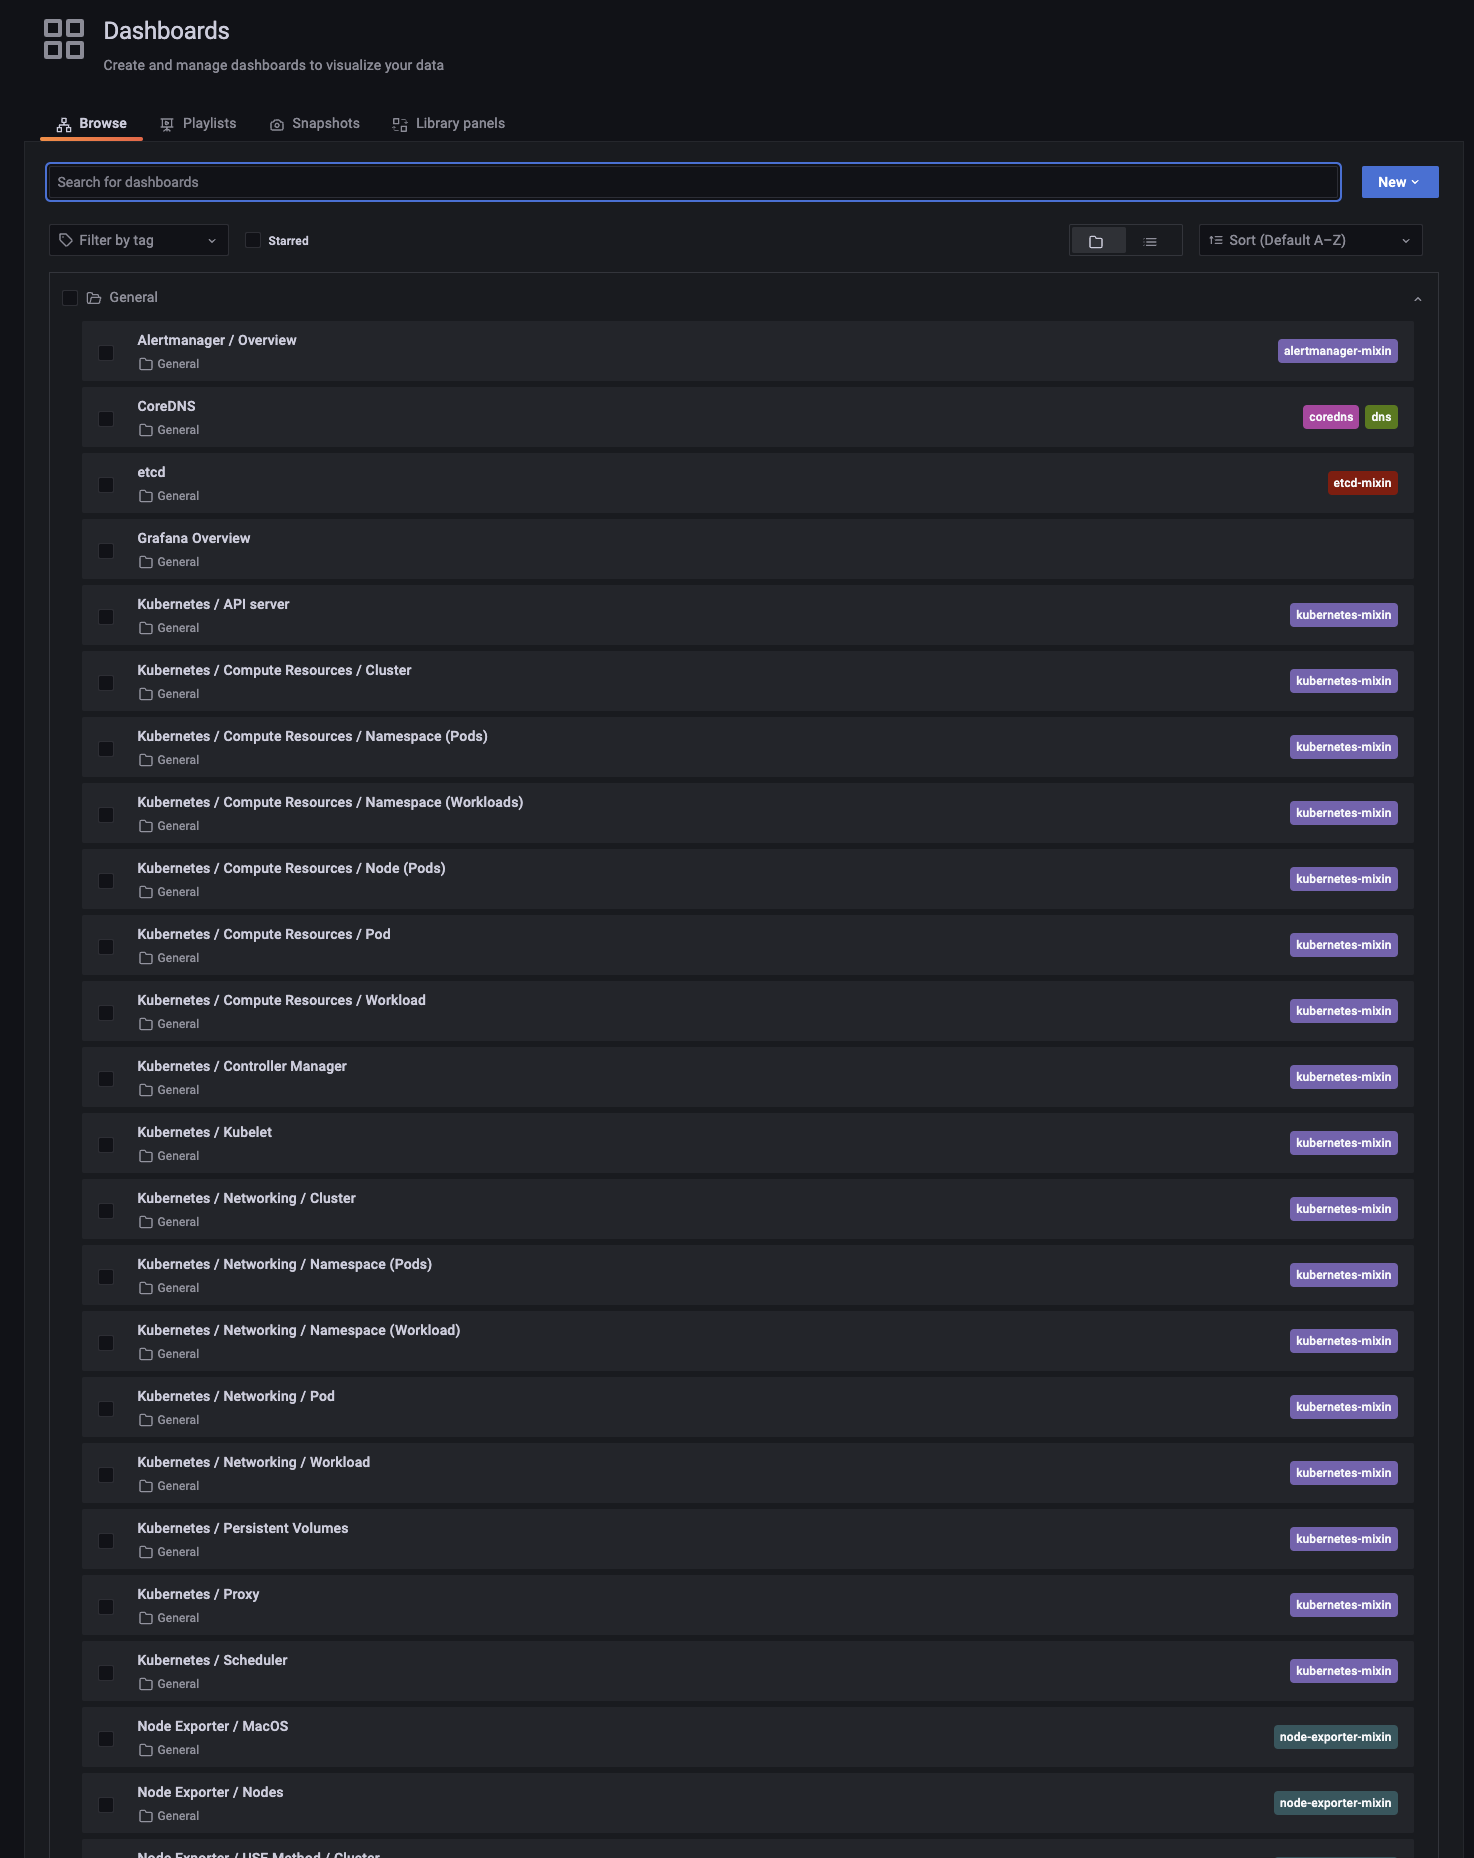 Dashboards
Create and manage dashboards to visualize your data
Browse
Playlists
Snapshots
Library panels
Search for dashboards
New
Filter by tag
Starred
Sort (Default A–Z)
General
Alertmanager / Overview
General
alertmanager-mixin
CoreDNS
General
coredns
dns
etcd
General
etcd-mixin
Grafana Overview
General
Kubernetes / API server
General
kubernetes-mixin
Kubernetes / Compute Resources / Cluster
General
kubernetes-mixin
Kubernetes / Compute Resources / Namespace (Pods)
General
kubernetes-mixin
Kubernetes / Compute Resources / Namespace (Workloads)
General
kubernetes-mixin
Kubernetes / Compute Resources / Node (Pods)
General
kubernetes-mixin
Kubernetes / Compute Resources / Pod
General
kubernetes-mixin
Kubernetes / Compute Resources / Workload
General
kubernetes-mixin
Kubernetes / Controller Manager
General
kubernetes-mixin
Kubernetes / Kubelet
General
kubernetes-mixin
Kubernetes / Networking / Cluster
General
kubernetes-mixin
Kubernetes / Networking / Namespace (Pods)
General
kubernetes-mixin
Kubernetes / Networking / Namespace (Workload)
General
kubernetes-mixin
Kubernetes / Networking / Pod
General
kubernetes-mixin
Kubernetes / Networking / Workload
General
kubernetes-mixin
Kubernetes / Persistent Volumes
General
kubernetes-mixin
Kubernetes / Proxy
General
kubernetes-mixin
Kubernetes / Scheduler
General
kubernetes-mixin
Node Exporter / MacOS
General
node-exporter-mixin
Node Exporter / Nodes
General
node-exporter-mixin
Node Exporter / USE Method / Cluster